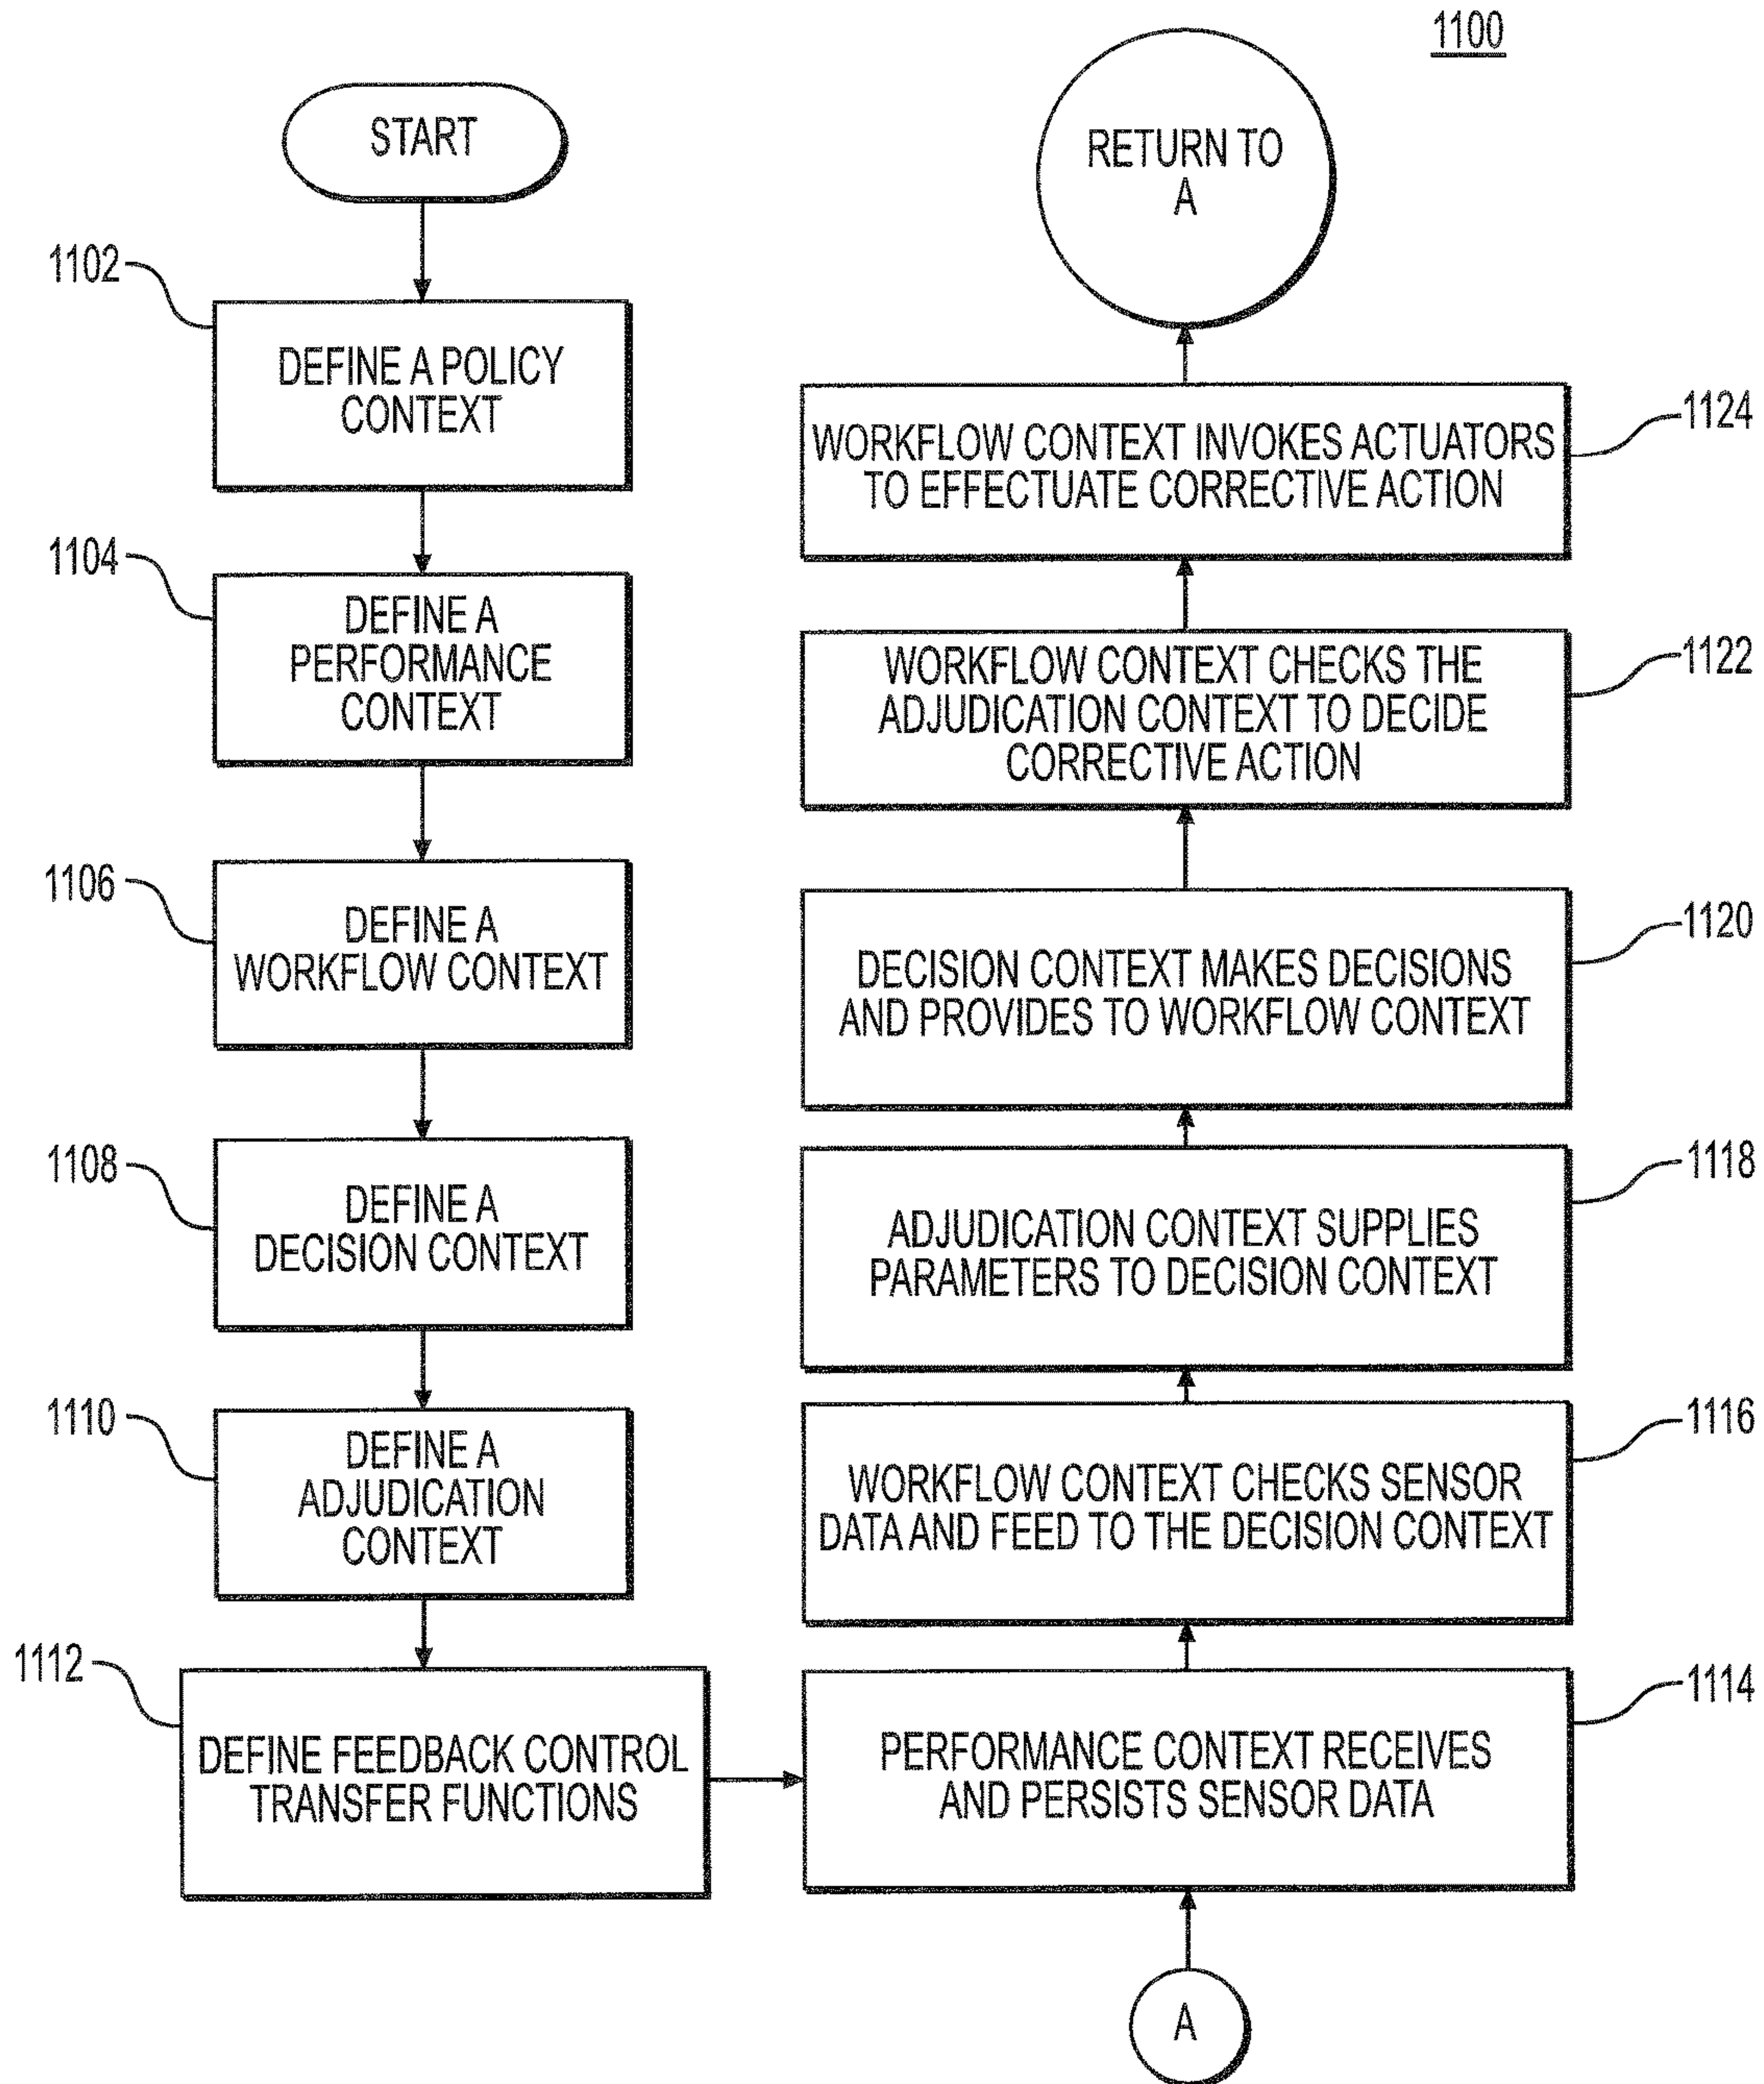 1100
START
1102
DEFINE A POLICY
CONTEXT
1104
DEFINE A
PERFORMANCE
CONTEXT
1106
DEFINE A
WORKFLOW CONTEXT
1108
DEFINE A
DECISION CONTEXT
1110
DEFINE A
ADJUDICATION
CONTEXT
1112
DEFINE FEEDBACK CONTROL
TRANSFER FUNCTIONS
RETURN TO
A
1124
WORKFLOW CONTEXT INVOKES ACTUATORS
TO EFFECTUATE CORRECTIVE ACTION
1122
WORKFLOW CONTEXT CHECKS THE
ADJUDICATION CONTEXT TO DECIDE
CORRECTIVE ACTION
1120
DECISION CONTEXT MAKES DECISIONS
AND PROVIDES TO WORKFLOW CONTEXT
1118
ADJUDICATION CONTEXT SUPPLIES
PARAMETERS TO DECISION CONTEXT
1116
WORKFLOW CONTEXT CHECKS SENSOR
DATA AND FEED TO THE DECISION CONTEXT
1114
PERFORMANCE CONTEXT RECEIVES
AND PERSISTS SENSOR DATA
A